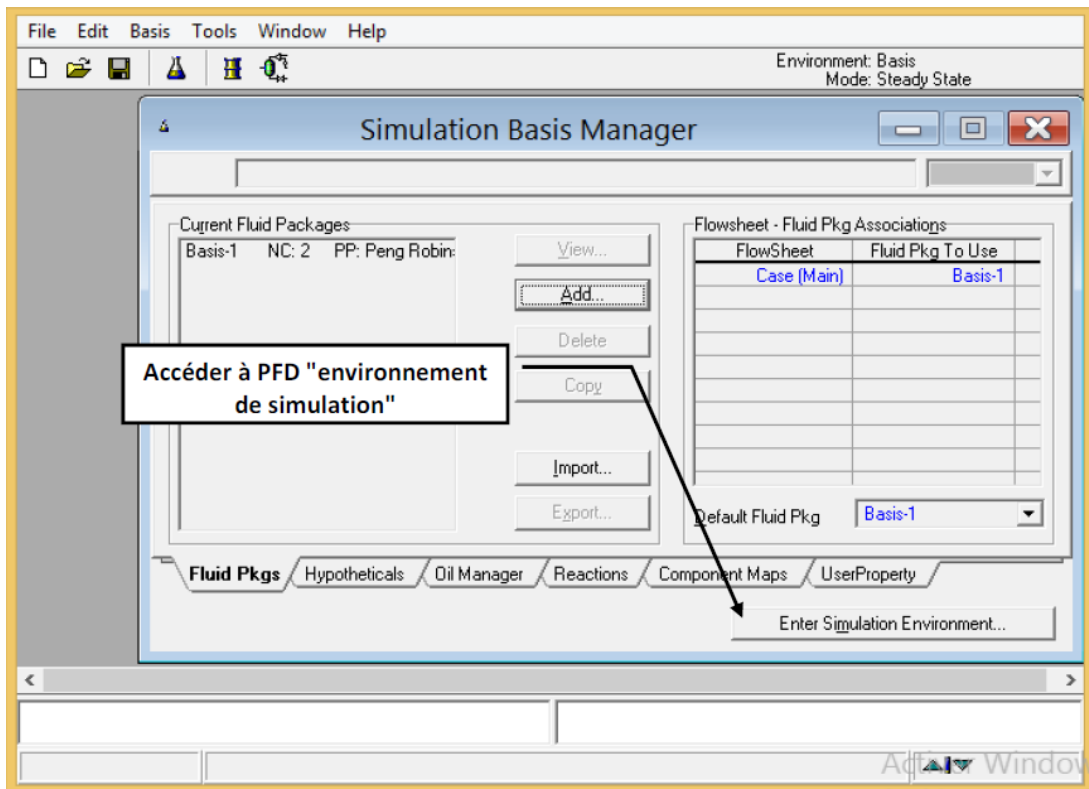 File Edit Basis Tools Window Help
Environment: Basis
Mode: Steady State
Simulation Basis Manager
Current Fluid Packages
Flowsheet - Fluid Pkg Associations
Basis-1 NC: 2 PP: Peng Robin
View...
FlowSheet Fluid Pkg To Use
Case (Main) Basis-1
Add...
Delete
Accéder à PFD "environnement
de simulation"
Copy
Import...
Export...
Default Fluid Pkg Basis-1
Fluid Pkgs Hypotheticals Oil Manager Reactions Component Maps UserProperty
Enter Simulation Environment...
Window